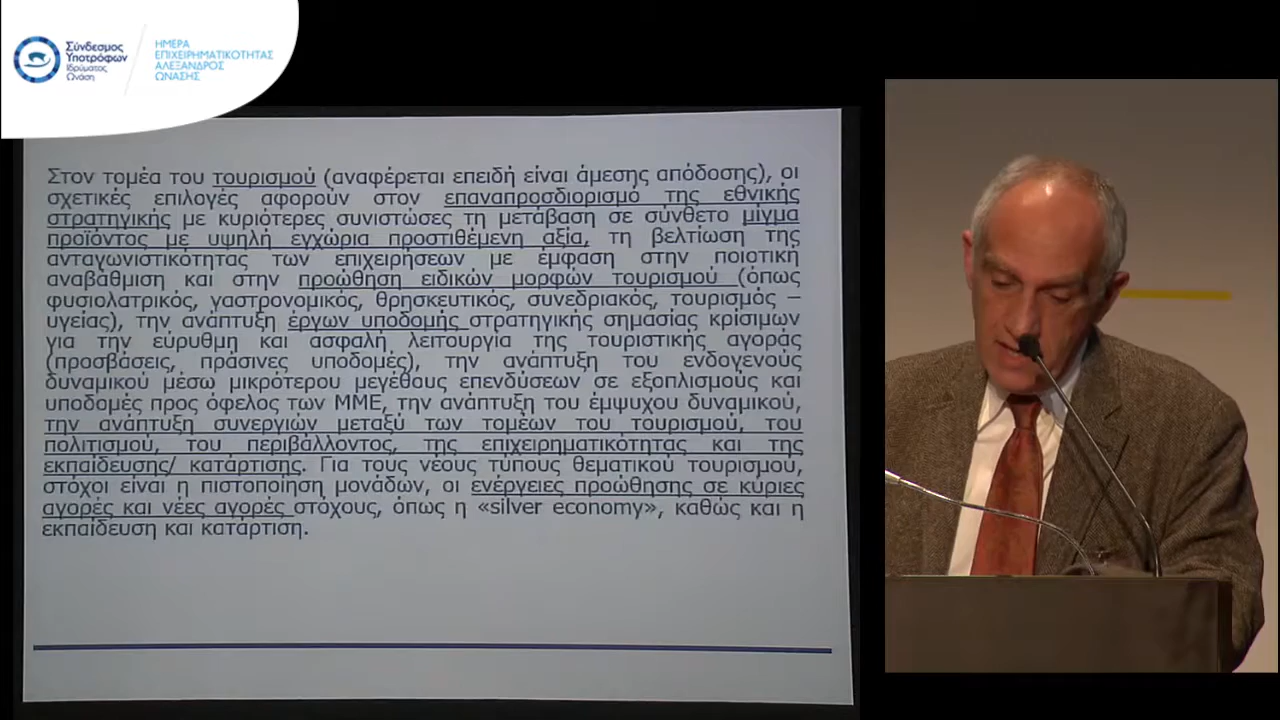 Σύνδεσμος
Υποτρόφων
Ιδρύματος
Ωνάση
ΗΜΕΡΑ
ΕΠΙΧΕΙΡΗΜΑΤΙΚΟΤΗΤΑΣ
ΑΛΕΞΑΝΔΡΟΣ
ΩΝΑΣΗΣ
Στον τομέα του τουρισμού (αναφέρεται επειδή είναι άμεσης απόδοσης), οι
σχετικές επιλογές αφορούν στον επαναπροσδιορισμό της εθνικής
στρατηγικής με κυριότερες συνιστώσες τη μετάβαση σε σύνθετο μίγμα
προϊόντος με υψηλή εγχώρια προστιθέμενη αξία, τη βελτίωση της
ανταγωνιστικότητας των επιχειρήσεων με έμφαση στην ποιοτική
αναβάθμιση και στην προώθηση ειδικών μορφών τουρισμού (όπως
φυσιολατρικός, γαστρονομικός, θρησκευτικός, συνεδριακός, τουρισμός –
υγείας), την ανάπτυξη έργων υποδομής στρατηγικής σημασίας κρίσιμων
για την εύρυθμη και ασφαλή λειτουργία της τουριστικής αγοράς
(προσβάσεις, πράσινες υποδομές), την ανάπτυξη του ενδογενούς
δυναμικού μέσω μικρότερου μεγέθους επενδύσεων σε εξοπλισμούς και
υποδομές προς όφελος των ΜΜΕ, την ανάπτυξη του έμψυχου δυναμικού,
την ανάπτυξη συνεργιών μεταξύ των τομέων του τουρισμού, του
πολιτισμού, του περιβάλλοντος, της επιχειρηματικότητας και της
εκπαίδευσης/ κατάρτισης. Για τους νέους τύπους θεματικού τουρισμού,
στόχοι είναι η πιστοποίηση μονάδων, οι ενέργειες προώθησης σε κύριες
αγορές και νέες αγορές στόχους, όπως η «silver economy», καθώς και η
εκπαίδευση και κατάρτιση.